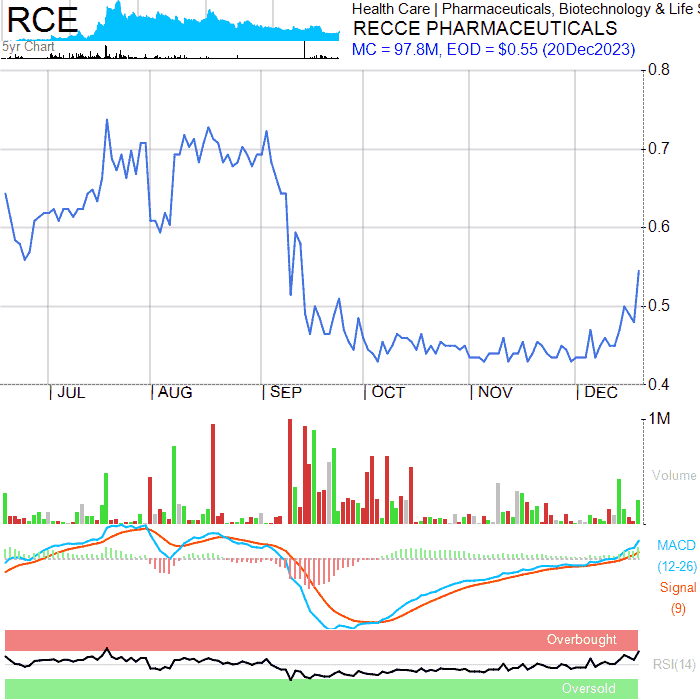 RCE
5yr Chart
Health Care | Pharmaceuticals, Biotechnology & Life S
RECCE PHARMACEUTICALS
MC = 97.8M, EOD = $0.55 (20Dec2023)
0.8
0.7
0.6
0.5
0.4
JUL AUG SEP OCT NOV DEC
1M
Volume
MACD
(12-26)
Signal
(9)
Overbought
RSI(14)
Oversold